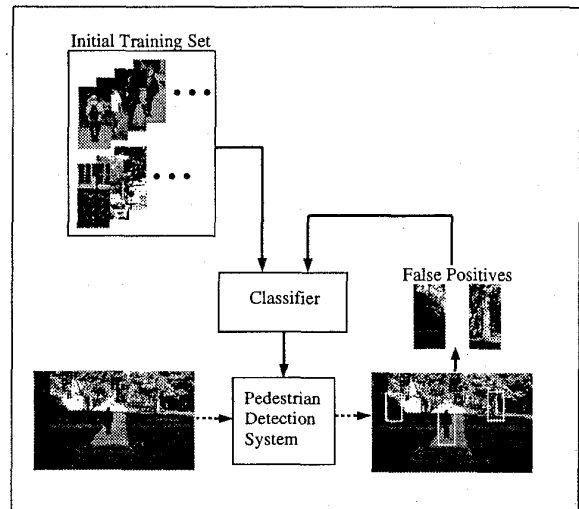 Initial Training Set
False Positives
Classifier
Pedestrian
Detection
System